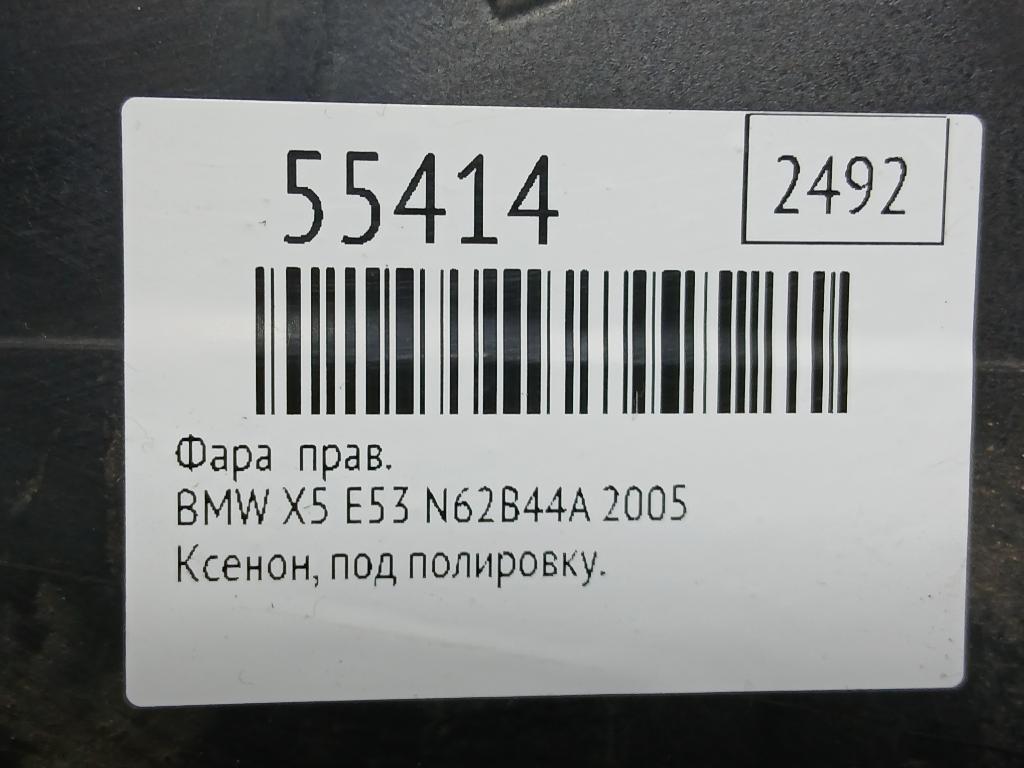 55414
2492
Фара прав.
BMW X5 E53 N62B44A 2005
Ксенон, под полировку.